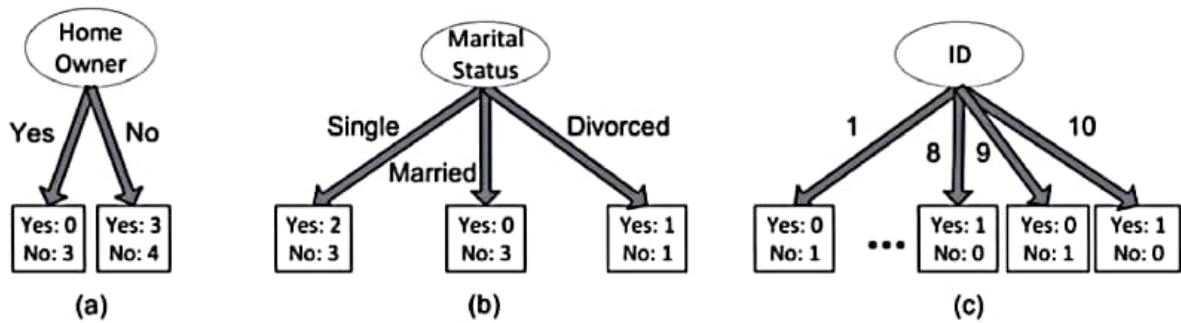 Home
Owner
Yes
No
Yes: 0
No: 3
Yes: 3
No: 4
(a)
Marital
Status
Single
Married
Divorced
Yes: 2
No: 3
Yes: 0
No: 3
Yes: 1
No: 1
(b)
ID
1
8
9
10
Yes: 0
No: 1
...
Yes: 1
No: 0
Yes: 0
No: 1
Yes: 1
No: 0
(c)